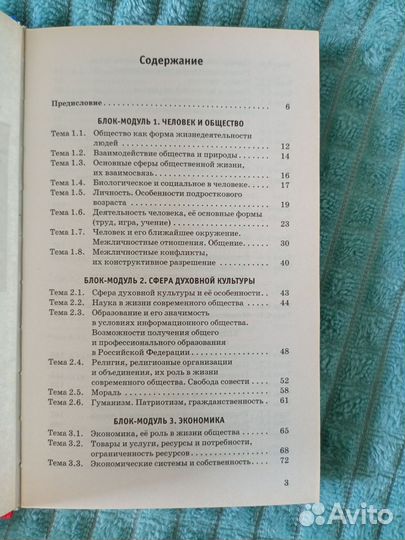 Содержание
Предисловие 6
БЛОК-МОДУЛЬ 1. ЧЕЛОВЕК И ОБЩЕСТВО
Тема 1.1. Общество как форма жизнедеятельности
людей 12
Тема 1.2. Взаимодействие общества и природы 14
Тема 1.3. Основные сферы общественной жизни,
их взаимосвязь 16
Тема 1.4. Биологическое и социальное в человеке 17
Тема 1.5. Личность. Особенности подросткового
возраста 19
Тема 1.6. Деятельность человека, её основные формы
(труд, игра, учение) 23
Тема 1.7. Человек и его ближайшее окружение.
Межличностные отношения. Общение 30
Тема 1.8. Межличностные конфликты,
их конструктивное разрешение 40
БЛОК-МОДУЛЬ 2. СФЕРА ДУХОВНОЙ КУЛЬТУРЫ
Тема 2.1. Сфера духовной культуры и её особенности 43
Тема 2.2. Наука в жизни современного общества 44
Тема 2.3. Образование и его значимость
в условиях информационного общества.
Возможности получения общего
и профессионального образования
в Российской Федерации 48
Тема 2.4. Религия, религиозные организации
и объединения, их роль в жизни
современного общества. Свобода совести 52
Тема 2.5. Мораль 58
Тема 2.6. Гуманизм. Патриотизм, гражданственность 61
БЛОК-МОДУЛЬ 3. ЭКОНОМИКА
Тема 3.1. Экономика, её роль в жизни общества 65
Тема 3.2. Товары и услуги, ресурсы и потребности,
ограниченность ресурсов 68
Тема 3.3. Экономические системы и собственность 72
3
Avito